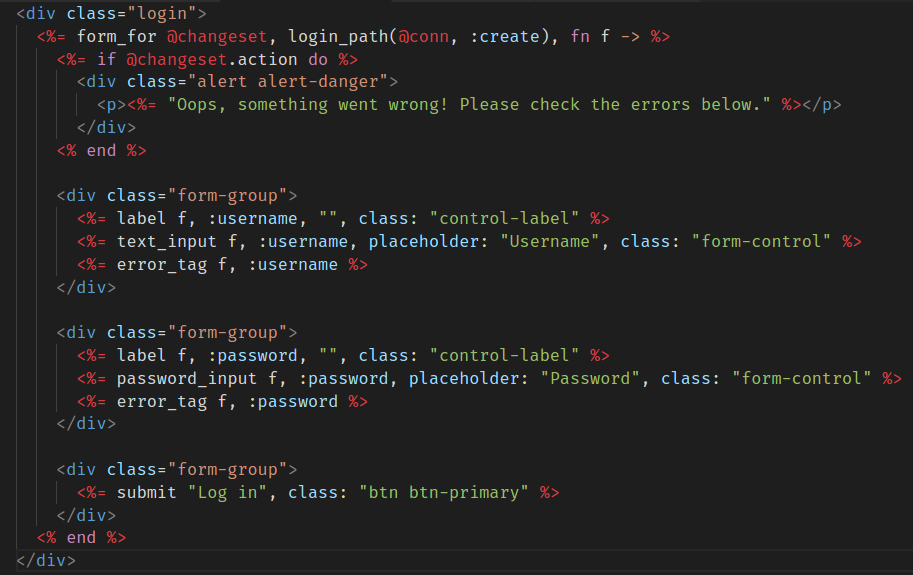 <div class="login">
<%= form_for @changeset, login_path(@conn, :create), fn f -> %>
<%= if @changeset.action do %>
<div class="alert alert-danger">
<p><%= "Oops, something went wrong! Please check the errors below." %></p>
</div>
<% end %>
<div class="form-group">
<%= label f, :username, "", class: "control-label" %>
<%= text_input f, :username, placeholder: "Username", class: "form-control" %>
<%= error_tag f, :username %>
</div>
<div class="form-group">
<%= label f, :password, "", class: "control-label" %>
<%= password_input f, :password, placeholder: "Password", class: "form-control" %>
<%= error_tag f, :password %>
</div>
<div class="form-group">
<%= submit "Log in", class: "btn btn-primary" %>
</div>
<% end %>
</div>